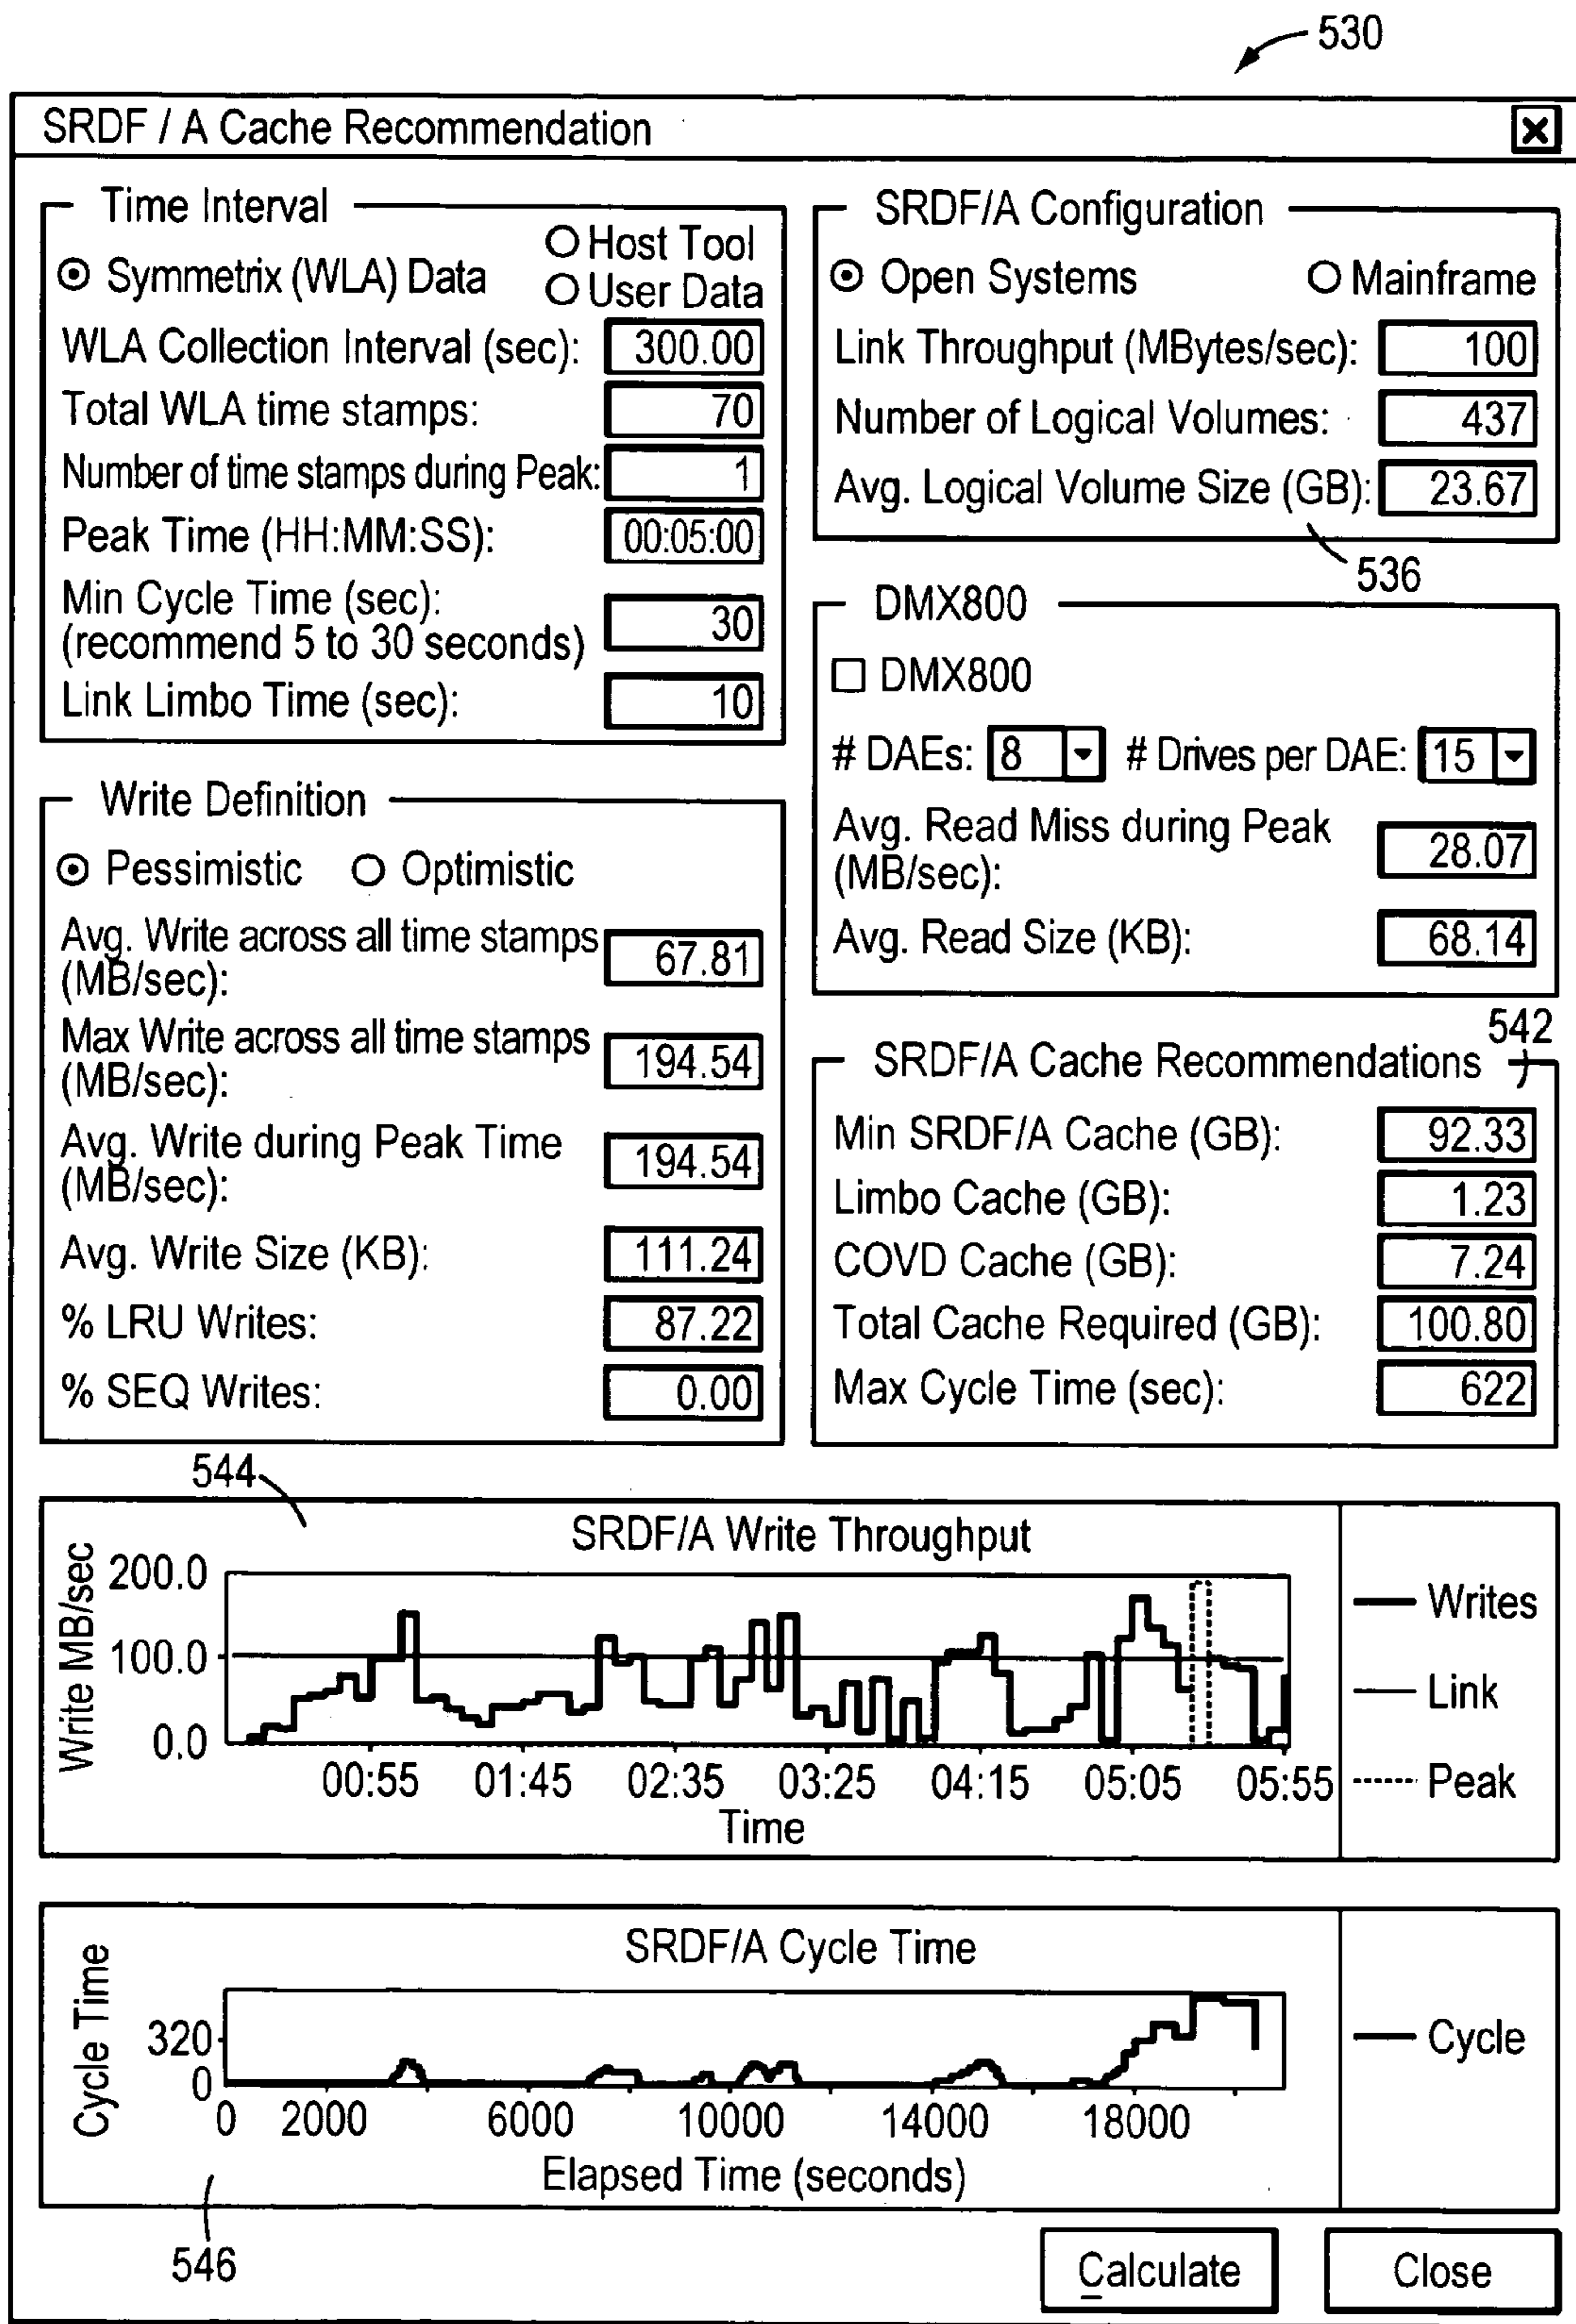 530
SRDF / A Cache Recommendation
Time Interval
Host Tool
Symmetrix (WLA) Data
User Data
WLA Collection Interval (sec): 300.00
Total WLA time stamps: 70
Number of time stamps during Peak: 1
Peak Time (HH:MM:SS): 00:05:00
Min Cycle Time (sec):
(recommend 5 to 30 seconds) 30
Link Limbo Time (sec): 10
SRDF/A Configuration
Open Systems Mainframe
Link Throughput (MBytes/sec): 100
Number of Logical Volumes: 437
Avg. Logical Volume Size (GB): 23.67
536
DMX800
DMX800
# DAEs: 8 # Drives per DAE: 15
Avg. Read Miss during Peak
(MB/sec): 28.07
Avg. Read Size (KB): 68.14
Write Definition
Pessimistic Optimistic
Avg. Write across all time stamps
(MB/sec): 67.81
Max Write across all time stamps
(MB/sec): 194.54
Avg. Write during Peak Time
(MB/sec): 194.54
Avg. Write Size (KB): 111.24
% LRU Writes: 87.22
% SEQ Writes: 0.00
542
SRDF/A Cache Recommendations
Min SRDF/A Cache (GB): 92.33
Limbo Cache (GB): 1.23
COVD Cache (GB): 7.24
Total Cache Required (GB): 100.80
Max Cycle Time (sec): 622
544
SRDF/A Write Throughput
Write MB/sec
200.0
100.0
0.0
00:55 01:45 02:35 03:25 04:15 05:05 05:55
Time
Writes
Link
Peak
SRDF/A Cycle Time
Cycle Time
320
0
0 2000 6000 10000 14000 18000
Elapsed Time (seconds)
Cycle
546
Calculate Close